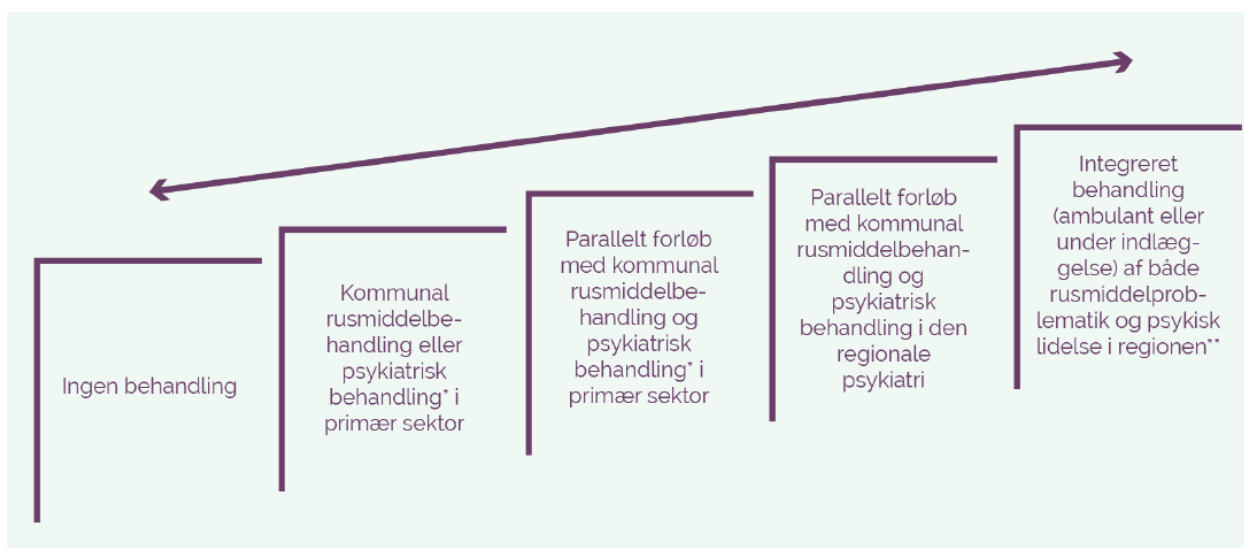 Ingen behandling
Kommunal
rusmiddelbe-
handling eller
psykiatrisk
behandling* i
primær sektor
Parallelt forløb
med kommunal
rusmiddelbe-
handling og
psykiatrisk
behandling* i
primær sektor
Parallelt forløb
med kommunal
rusmiddelbehan-
dling og
psykiatrisk
behandling i den
regionale
psykiatri
Integreret
behandling
(ambulant eller
under indlæg-
gelse) af både
rusmiddelprob-
lematik og psykisk
lidelse i regionen**